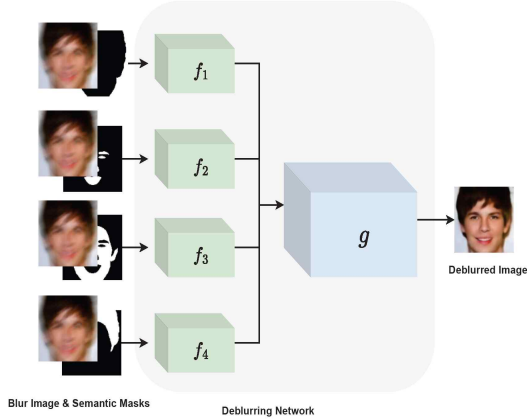 f1
f2
f3
f4
g
Deblurred Image
Blur Image & Semantic Masks
Deblurring Network